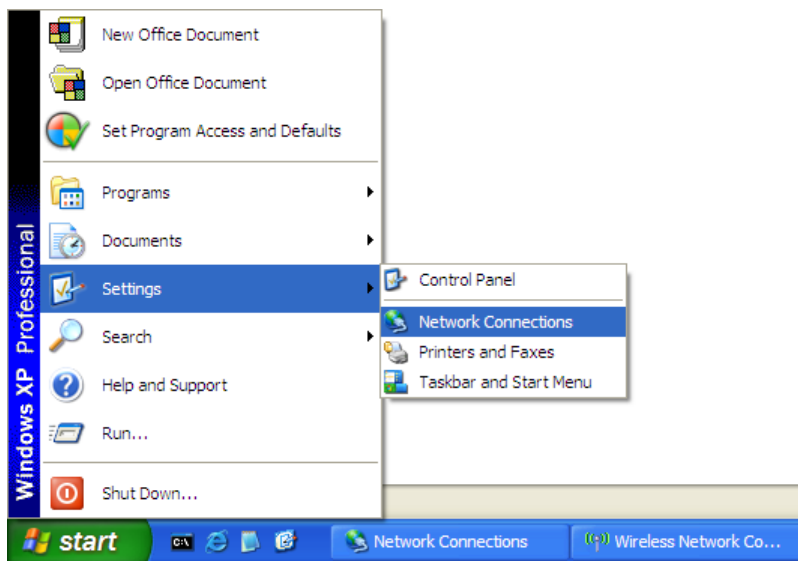 New Office Document
Open Office Document
Set Program Access and Defaults
Programs
Documents
Settings
Search
Help and Support
Run...
Shut Down...
Windows XP Professional
Control Panel
Network Connections
Printers and Faxes
Taskbar and Start Menu
start
C:\
Network Connections
Wireless Network Co...